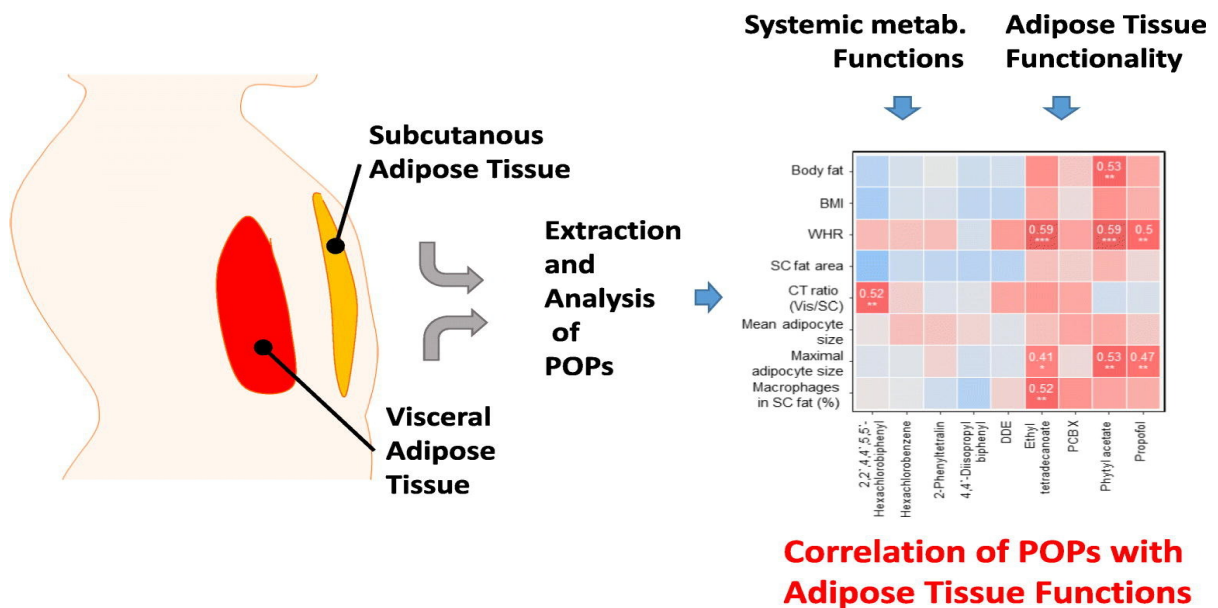 Systemic metab.
Functions
Adipose Tissue
Functionality
Subcutanous
Adipose Tissue
Visceral
Adipose
Tissue
Extraction
and
Analysis
of
POPs
Body fat
BMI
WHR
SC fat area
CT ratio
(Vis/SC)
Mean adipocyte
size
Maximal
adipocyte size
Macrophages
in SC fat (%)
0.53
**
0.59
***
0.59
***
0.5
**
0.52
**
0.41
*
0.53
**
0.47
**
0.52
**
2,2',4,4',5,5'-
Hexachlorobiphenyl
Hexachlorobenzene
2-Phenyltetralin
4,4'-Diisopropyl
biphenyl
DDE
Ethyl
tetradecanoate
PCBX
Phytyl acetate
Propofol
Correlation of POPs with
Adipose Tissue Functions